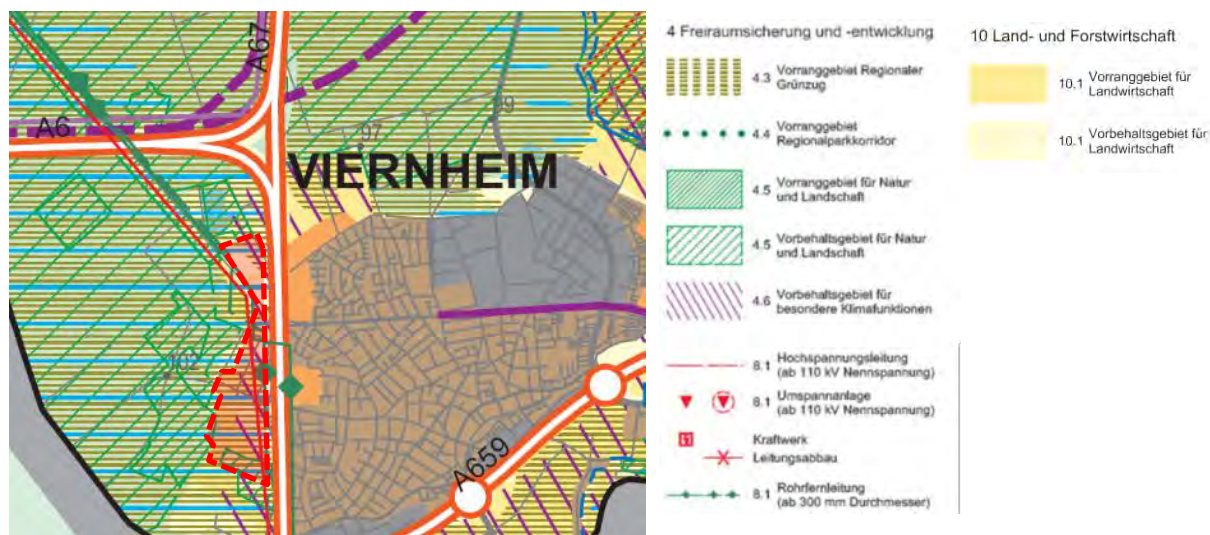 A67
A6
99
97
VIERNHEIM
102
A659
4 Freiraumsicherung und -entwicklung
4.3 Vorranggebiet Regionaler
Grünzug
4.4 Vorranggebiet
Regionalparkkorridor
4.5 Vorranggebiet für Natur
und Landschaft
4.5 Vorbehaltsgebiet für Natur
und Landschaft
4.6 Vorbehaltsgebiet für
besondere Klimafunktionen
8.1 Hochspannungsleitung
(ab 110 kV Nennspannung)
8.1 Umspannanlage
(ab 110 kV Nennspannung)
Kraftwerk
Leitungsabbau
8.1 Rohrfernleitung
(ab 300 mm Durchmesser)
10 Land- und Forstwirtschaft
10.1 Vorranggebiet für
Landwirtschaft
10.1 Vorbehaltsgebiet für
Landwirtschaft